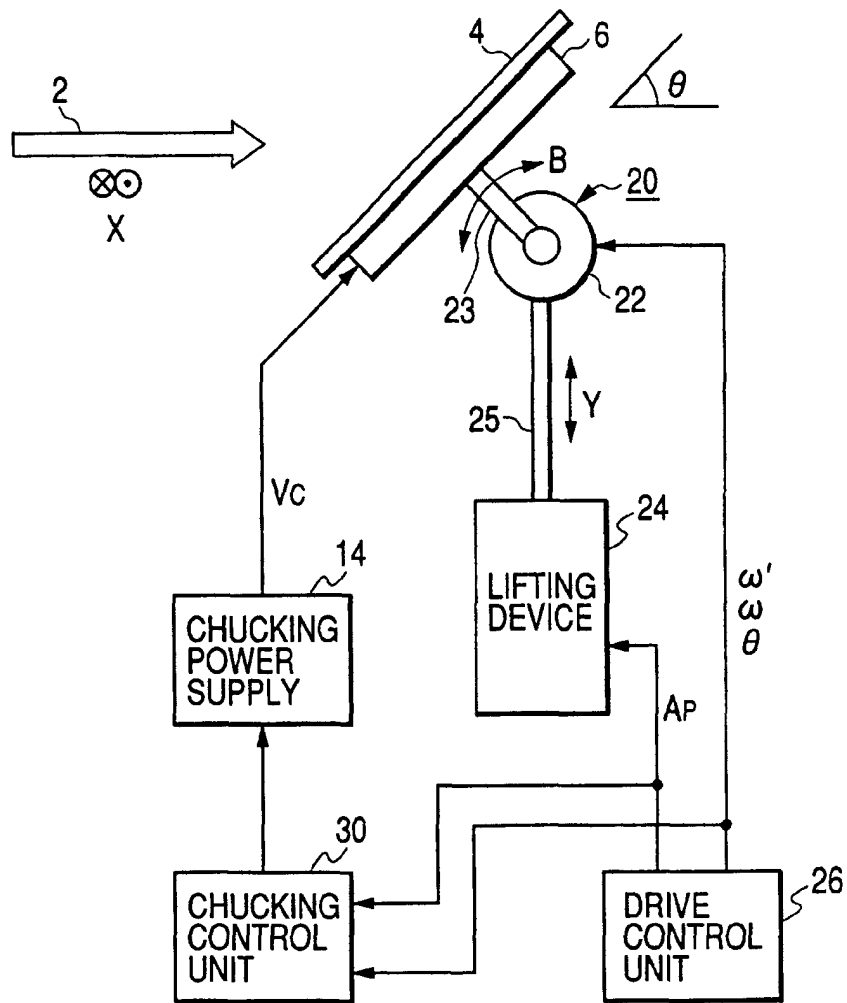 4
6
2
θ
B
20
X
23
22
25
Y
Vc
24
14
LIFTING
DEVICE
ω'
ω
θ
CHUCKING
POWER
SUPPLY
AP
30
26
CHUCKING
CONTROL
UNIT
DRIVE
CONTROL
UNIT